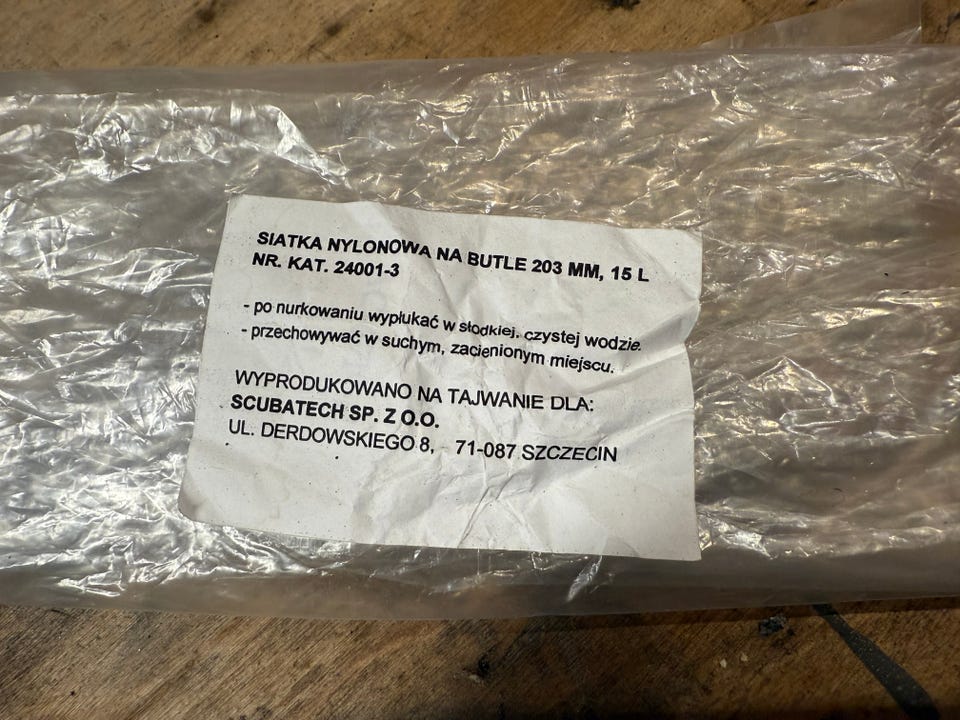 SIATKA NYLONOWA NA BUTLE 203 MM, 15 L
NR. KAT. 24001-3
- po nurkowaniu wypłukać w słodkiej, czystej wodzie.
- przechowywać w suchym, zacienionym miejscu.
WYPRODUKOWANO NA TAJWANIE DLA:
SCUBATECH SP. Z O.O.
UL. DERDOWSKIEGO 8, 71-087 SZCZECIN